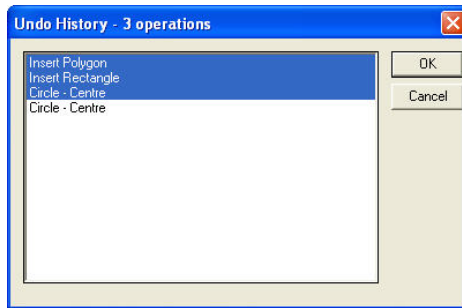 Undo History - 3 operations
Insert Polygon
Insert Rectangle
Circle - Centre
Circle - Centre
OK
Cancel